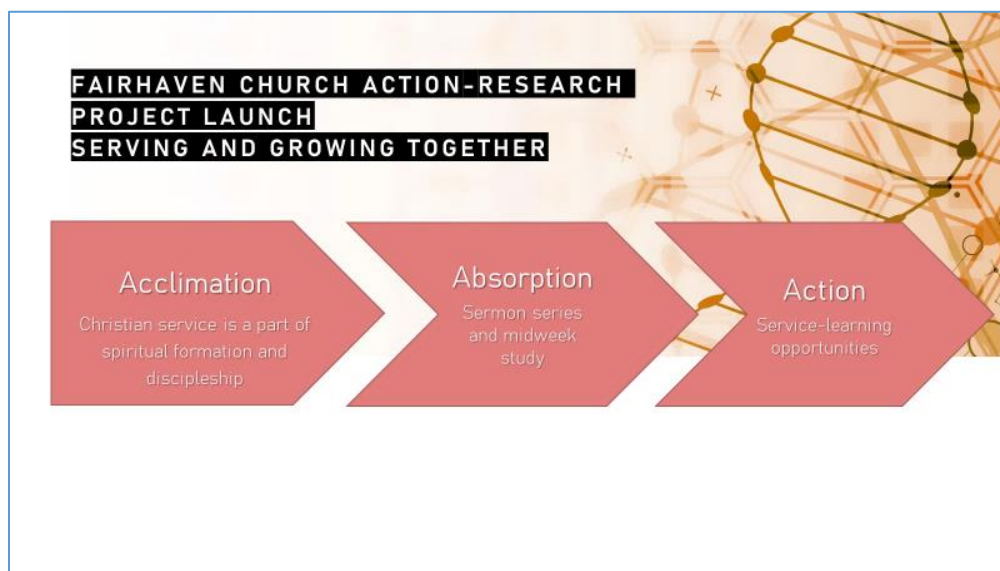 FAIRHAVEN CHURCH ACTION-RESEARCH
PROJECT LAUNCH
SERVING AND GROWING TOGETHER
Acclimation
Christian service is a part of
spiritual formation and
discipleship
Absorption
Sermon series
and midweek
study
Action
Service-learning
opportunities